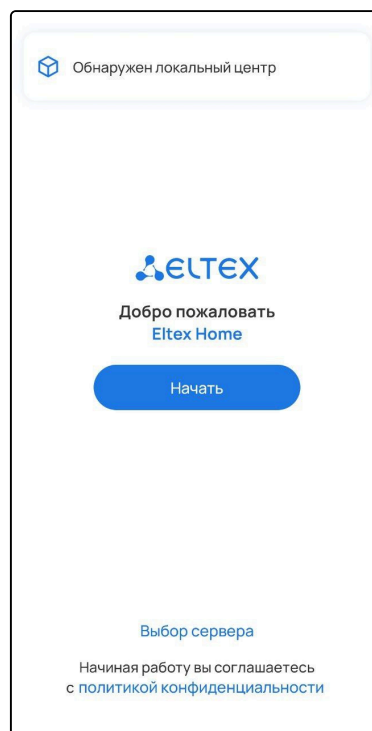 Обнаружен локальный центр
ELTEX
Добро пожаловать
Eltex Home
Начать
Выбор сервера
Начиная работу вы соглашаетесь
с политикой конфиденциальности